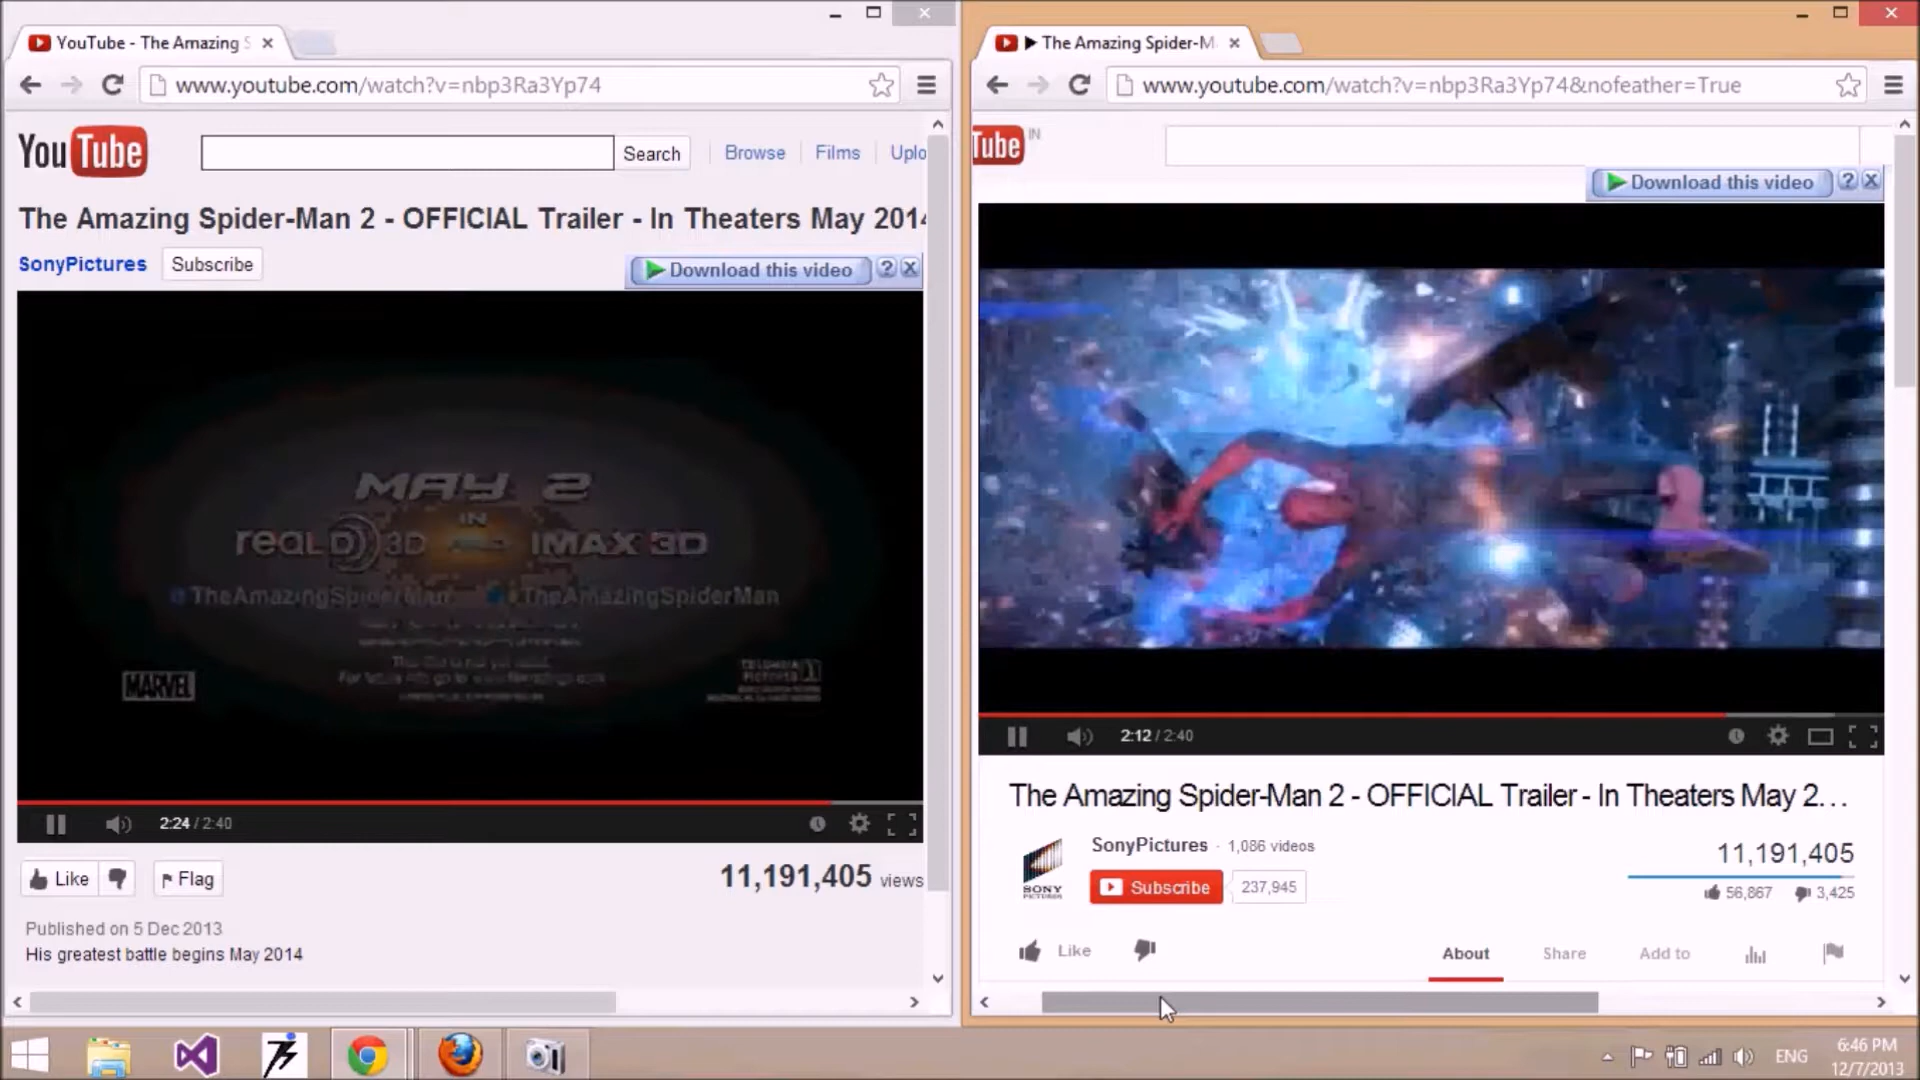 YouTube - The Amazing S
www.youtube.com/watch?v=nbp3Ra3Yp74
YouTube
Search
Browse
Films
Uplo
The Amazing Spider-Man 2 - OFFICIAL Trailer - In Theaters May 2014
SonyPictures
Subscribe
Download this video
?
MAY 2
IN
REALD 3D
IMAX 3D
TheAmazingSpiderMan
#TheAmazingSpiderMan
MARVEL
COLUMBIA
PICTURES
2:24 / 2:40
Like
Flag
11,191,405 views
Published on 5 Dec 2013
His greatest battle begins May 2014
The Amazing Spider-M
www.youtube.com/watch?v=nbp3Ra3Yp74&nofeather=True
Tube IN
Download this video
?
2:12 / 2:40
The Amazing Spider-Man 2 - OFFICIAL Trailer - In Theaters May 2...
SonyPictures · 1,086 videos
SONY
PICTURES
Subscribe
237,945
11,191,405
56,867
3,425
Like
About
Share
Add to
ENG
6:46 PM
12/7/2013